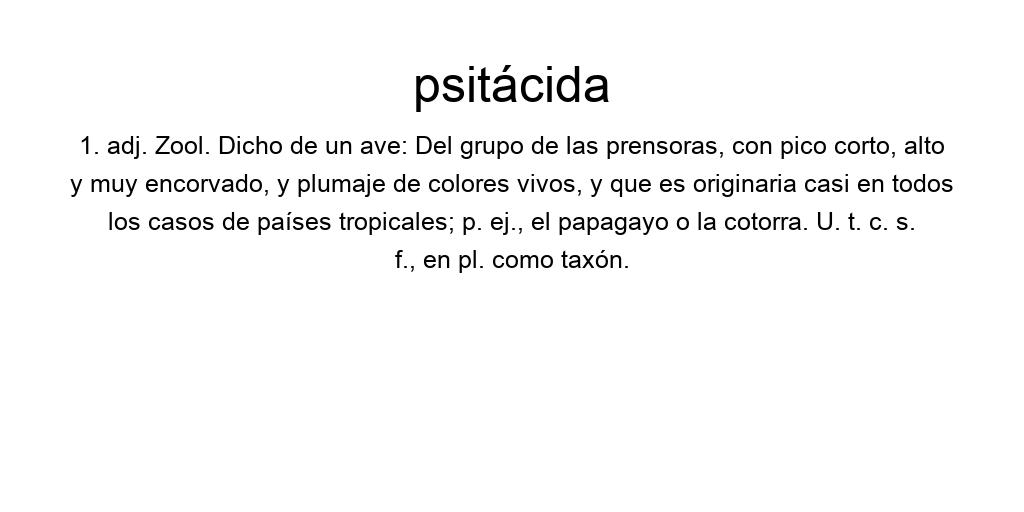 psitácida
1. adj. Zool. Dicho de un ave: Del grupo de las prensoras, con pico corto, alto
y muy encorvado, y plumaje de colores vivos, y que es originaria casi en todos
los casos de países tropicales; p. ej., el papagayo o la cotorra. U. t. c. s.
f., en pl. como taxón.